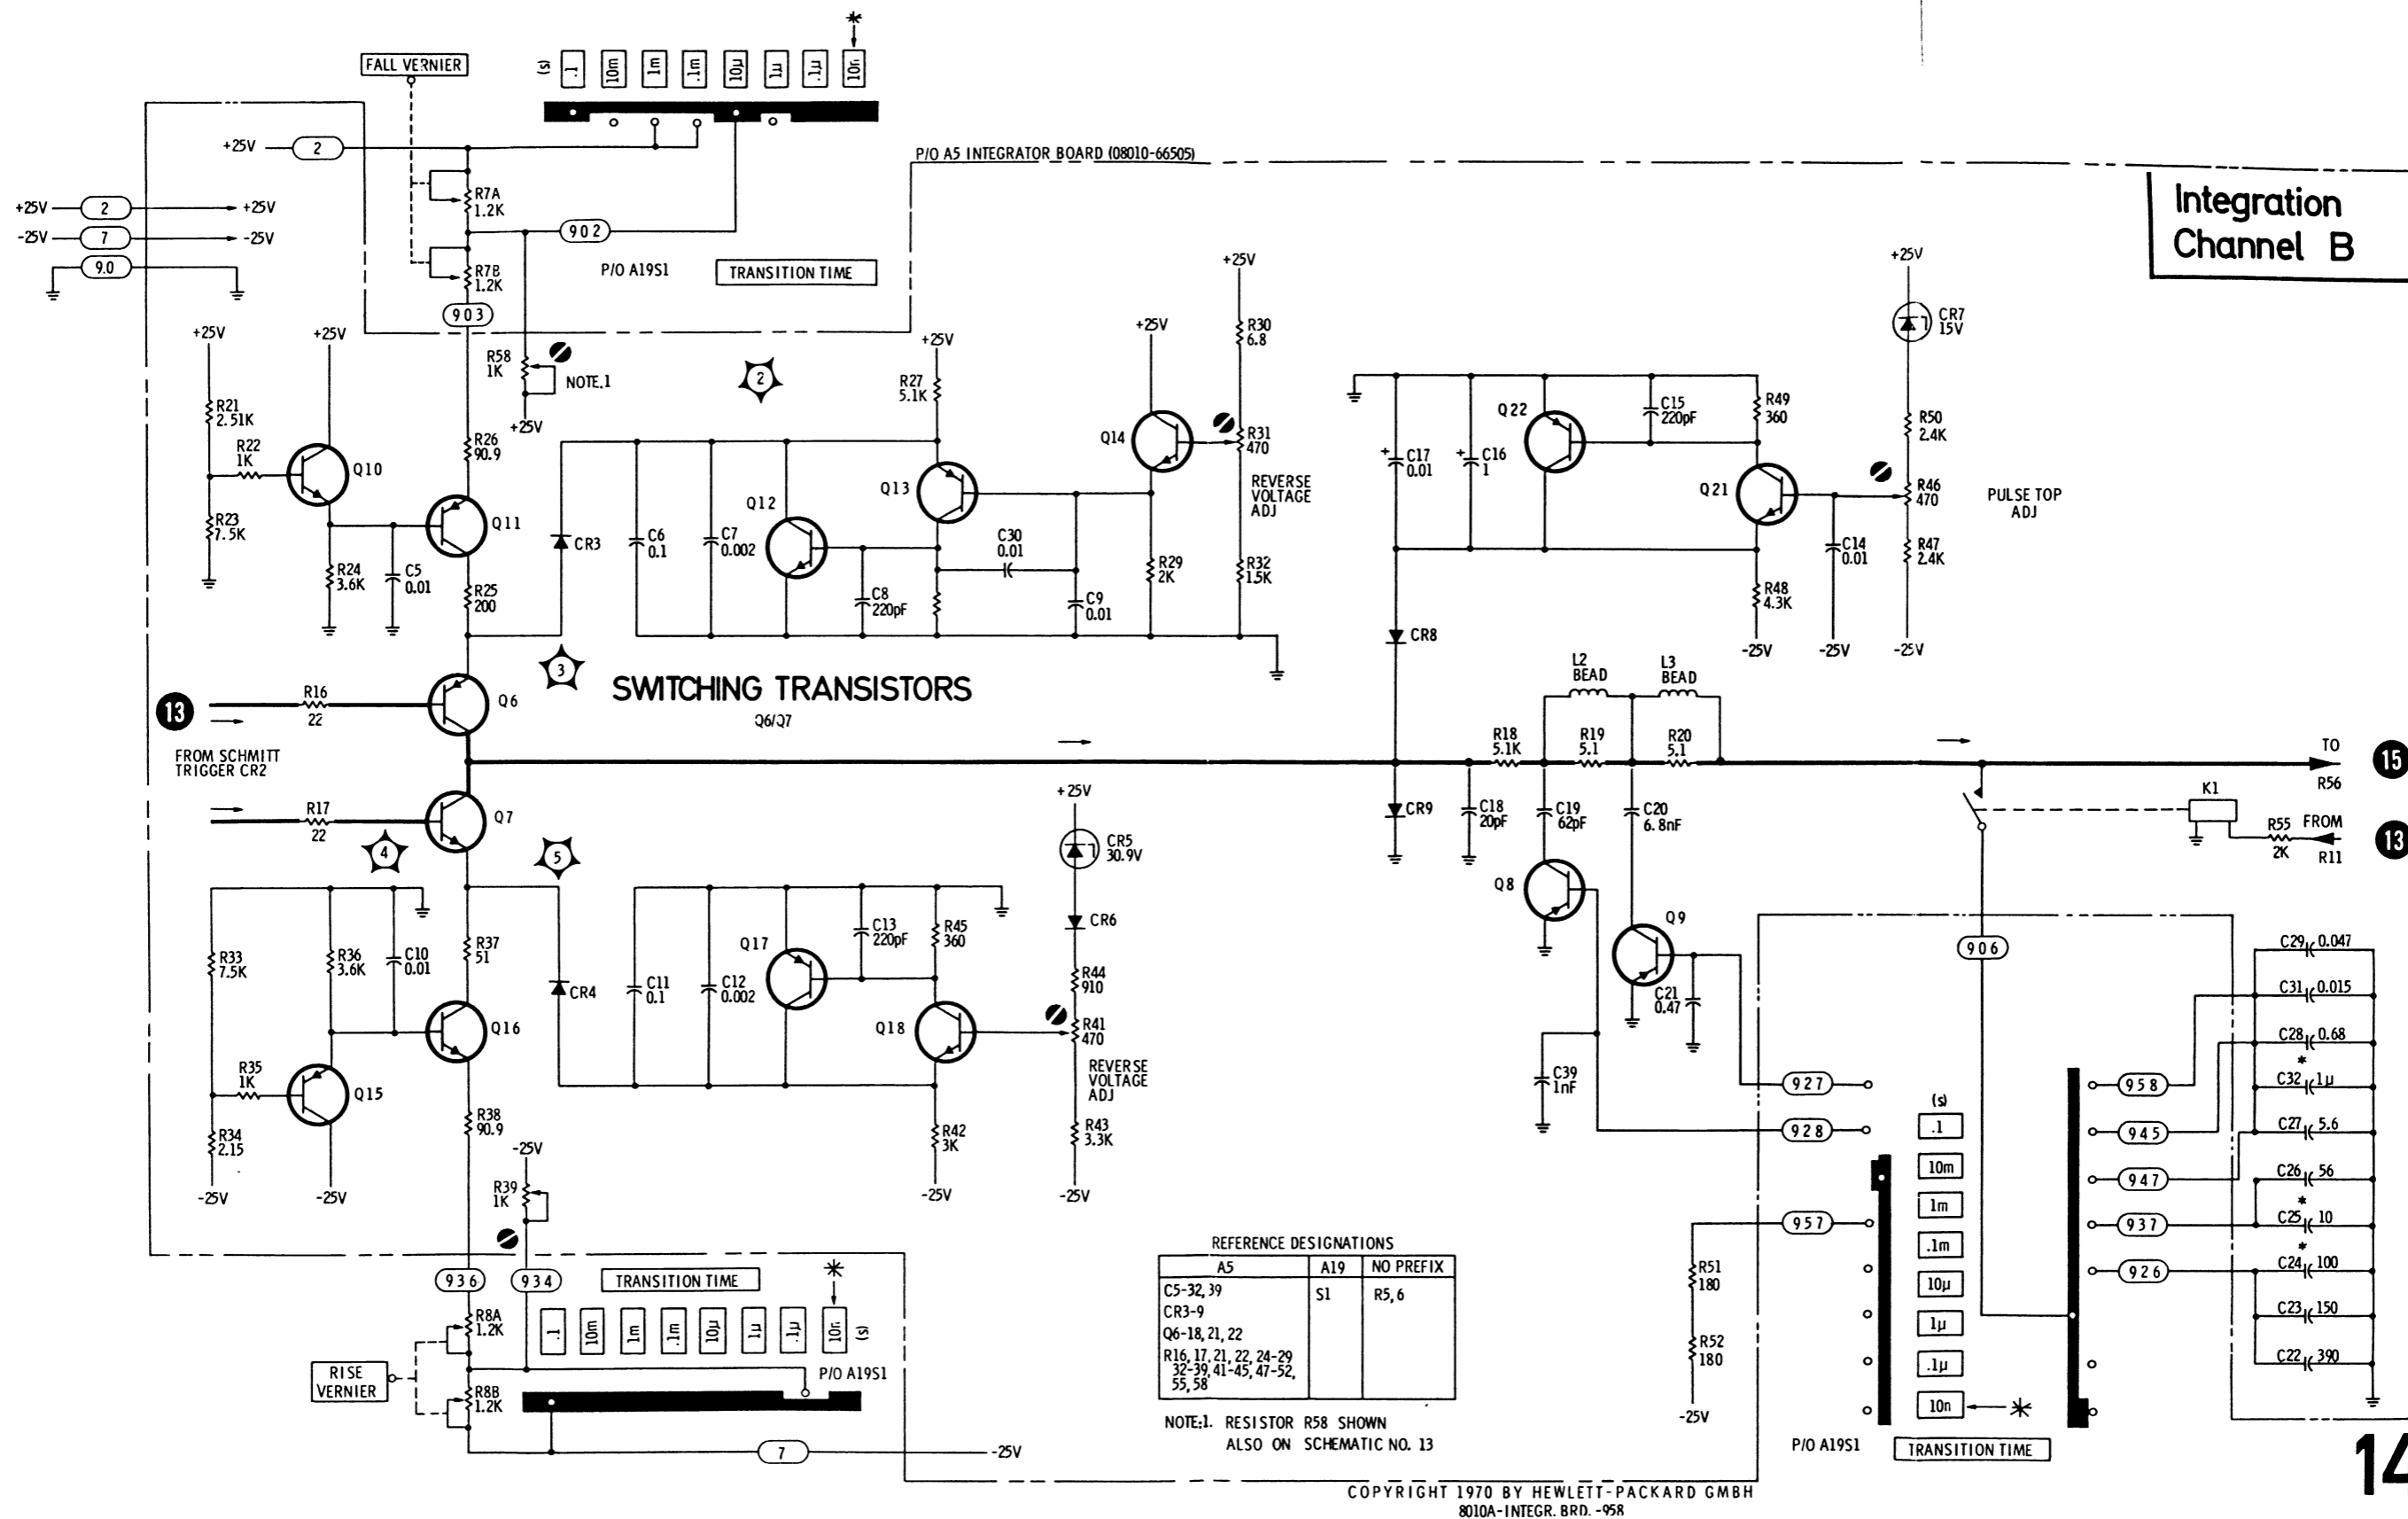 FALL VERNIER
(s)
.1
10m
1m
.1m
10µ
1µ
.1µ
10n
*
+25V
2
+25V 2 +25V
-25V 7 -25V
9.0
R7A
1.2K
R7B
1.2K
902
903
P/O A19S1
TRANSITION TIME
P/O A5 INTEGRATOR BOARD (08010-66505)
Integration
Channel B
+25V
+25V
R21
2.51K
R22
1K
Q10
R23
7.5K
R24
3.6K
C5
0.01
R58
1K
NOTE.1
+25V
R26
90.9
Q11
R25
200
2
CR3
C6
0.1
C7
0.002
Q12
C8
220pF
+25V
R27
5.1K
Q13
C30
0.01
C9
0.01
+25V
Q14
R29
2K
+25V
R30
6.8
R31
470
REVERSE
VOLTAGE
ADJ
R32
1.5K
C17
0.01
C16
1
Q22
C15
220pF
R49
360
Q21
R48
4.3K
-25V
C14
0.01
-25V
+25V
CR7
15V
R50
2.4K
R46
470
PULSE TOP
ADJ
R47
2.4K
-25V
CR8
3
SWITCHING TRANSISTORS
Q6/Q7
13
R16
22
Q6
FROM SCHMITT
TRIGGER CR2
R17
22
Q7
4
5
L2
BEAD
L3
BEAD
R18
5.1K
R19
5.1
R20
5.1
TO
15
R56
CR9
C18
20pF
C19
62pF
C20
6.8nF
K1
R55
2K
FROM
13
R11
Q8
Q9
C21
0.47
C39
1nF
R33
7.5K
R36
3.6K
C10
0.01
R37
51
Q16
R35
1K
Q15
R34
2.15
-25V
-25V
R38
90.9
CR4
C11
0.1
C12
0.002
Q17
C13
220pF
R45
360
Q18
R42
3K
-25V
+25V
CR5
30.9V
CR6
R44
910
R41
470
REVERSE
VOLTAGE
ADJ
R43
3.3K
-25V
-25V
R39
1K
936
934
TRANSITION TIME
*
.1
10m
1m
.1m
10µ
1µ
.1µ
10n
(s)
R8A
1.2K
R8B
1.2K
RISE
VERNIER
P/O A19S1
7
-25V
REFERENCE DESIGNATIONS
A5 A19 NO PREFIX
C5-32, 39 S1 R5, 6
CR3-9
Q6-18, 21, 22
R16, 17, 21, 22, 24-29
32-39, 41-45, 47-52,
55, 58
NOTE:1. RESISTOR R58 SHOWN
ALSO ON SCHEMATIC NO. 13
927
928
957
R51
180
R52
180
-25V
(s)
.1
10m
1m
.1m
10µ
1µ
.1µ
10n
*
P/O A19S1
TRANSITION TIME
906
958
945
947
937
926
C29 0.047
C31 0.015
C28 0.68
*
C32 1µ
C27 5.6
C26 56
*
C25 10
*
C24 100
C23 150
C22 390
14
COPYRIGHT 1970 BY HEWLETT-PACKARD GMBH
8010A-INTEGR. BRD. -958